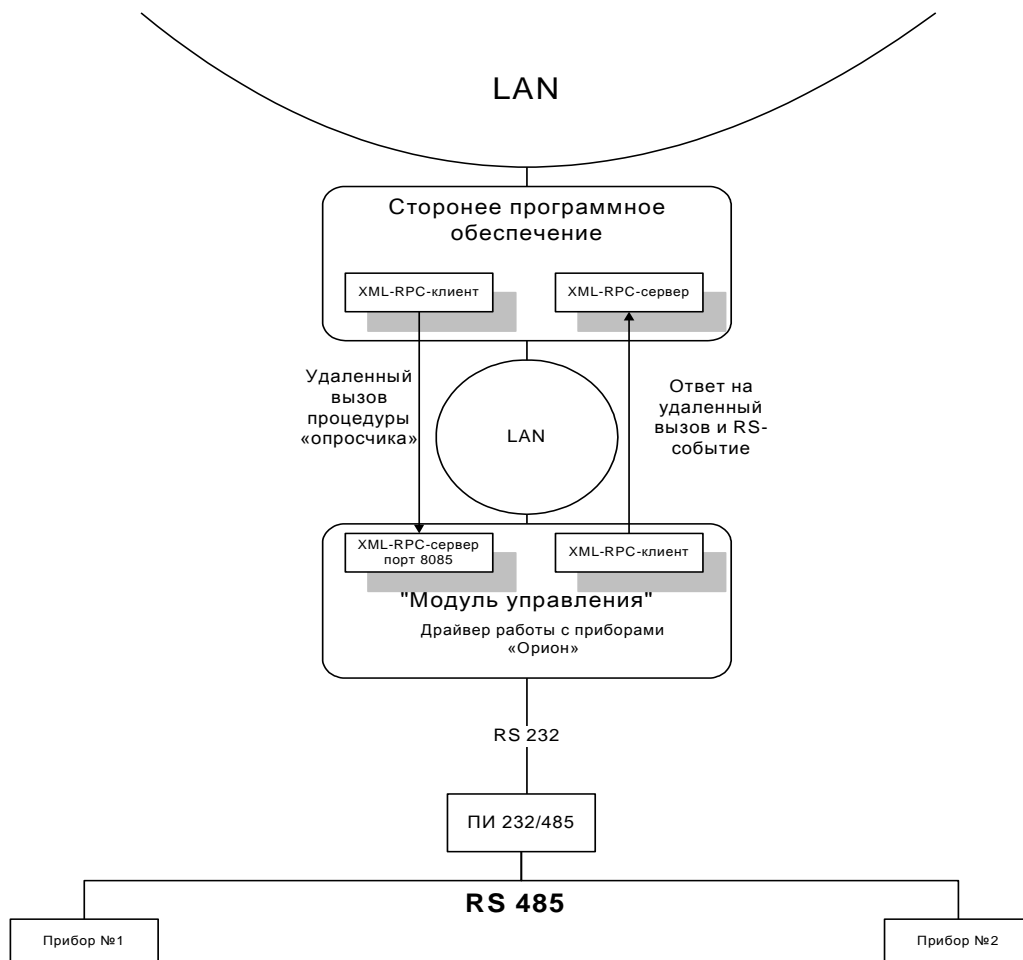 LAN
Стороннее программное
обеспечение
XML-RPC-клиент
XML-RPC-сервер
Удаленный
вызов
процедуры
«опросчика»
LAN
Ответ на
удаленный
вызов и RS-
событие
XML-RPC-сервер
порт 8085
XML-RPC-клиент
"Модуль управления"
Драйвер работы с приборами
«Орион»
RS 232
ПИ 232/485
RS 485
Прибор №1
Прибор №2